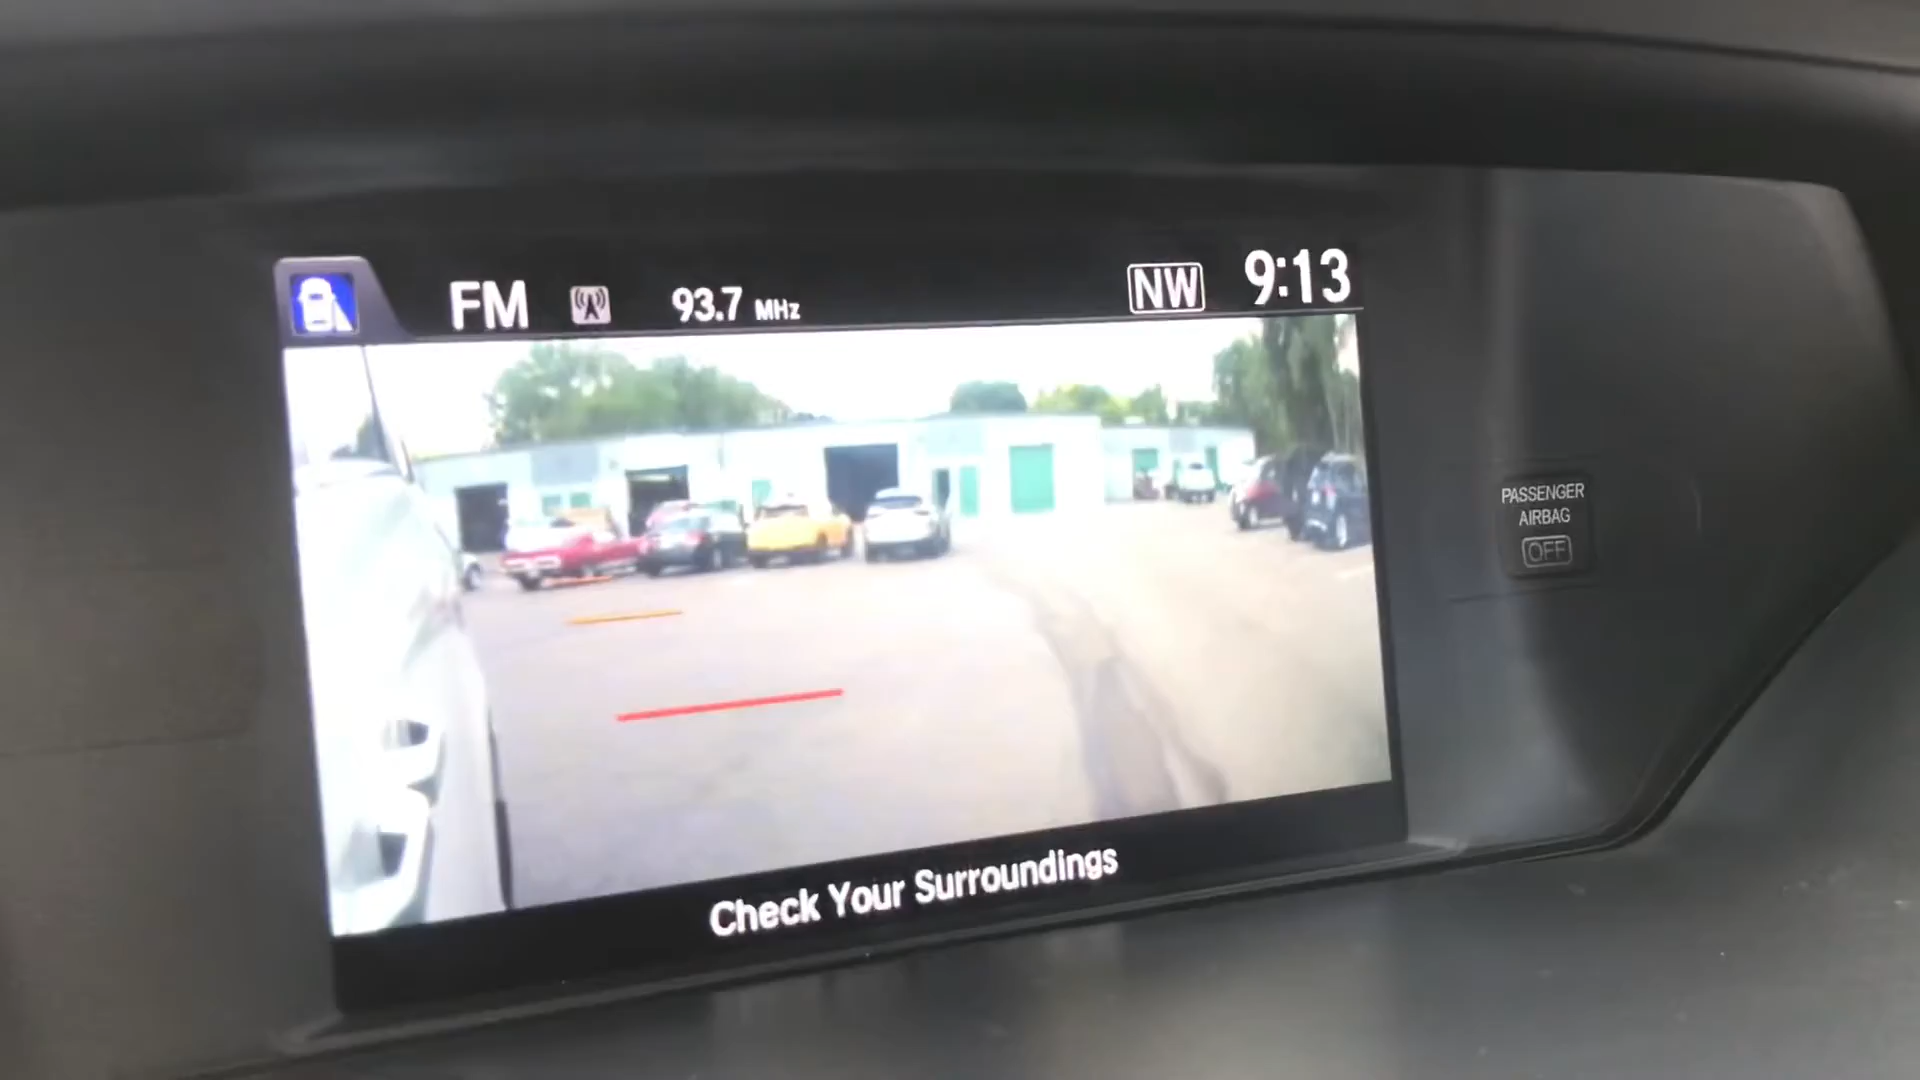 FM 93.7 MHz NW 9:13
PASSENGER
AIRBAG
OFF
Check Your Surroundings